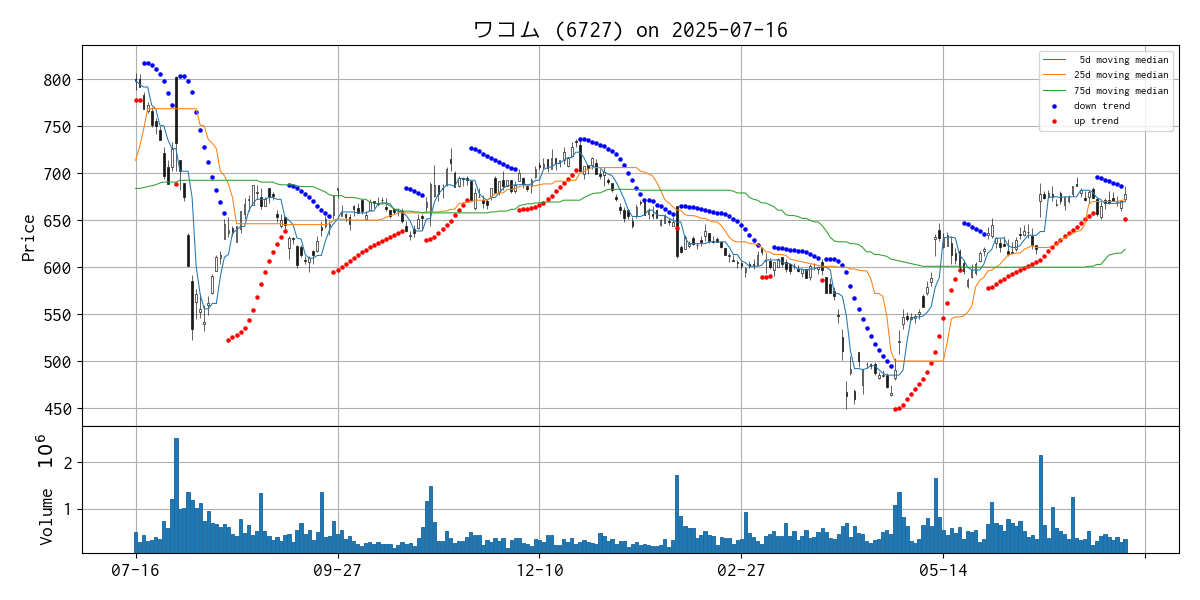 ワコム (6727) on 2025-07-16
5d moving median
25d moving median
75d moving median
down trend
up trend
Price
800
750
700
650
600
550
500
450
Volume 10^6
2
1
07-16
09-27
12-10
02-27
05-14